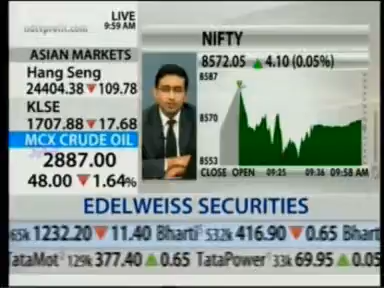 ndtvprofit.com
LIVE
9:59 AM
ASIAN MARKETS
Hang Seng
24404.38 ▼ 109.78
KLSE
1707.88 ▼ 17.68
MCX CRUDE OIL
2887.00
48.00 ▼ 1.64%
NIFTY
8572.05 ▲ 4.10 (0.05%)
8587
8570
8553
CLOSE OPEN 09:25 09:36 09:58 AM
EDELWEISS SECURITIES
65k 1232.20 ▼ 11.40 Bharti 532k 416.90 ▼ 0.65 Bharti
TataMot 129k 377.40 ▲ 0.65 TataPower 33k 69.95 ▲ 0.05